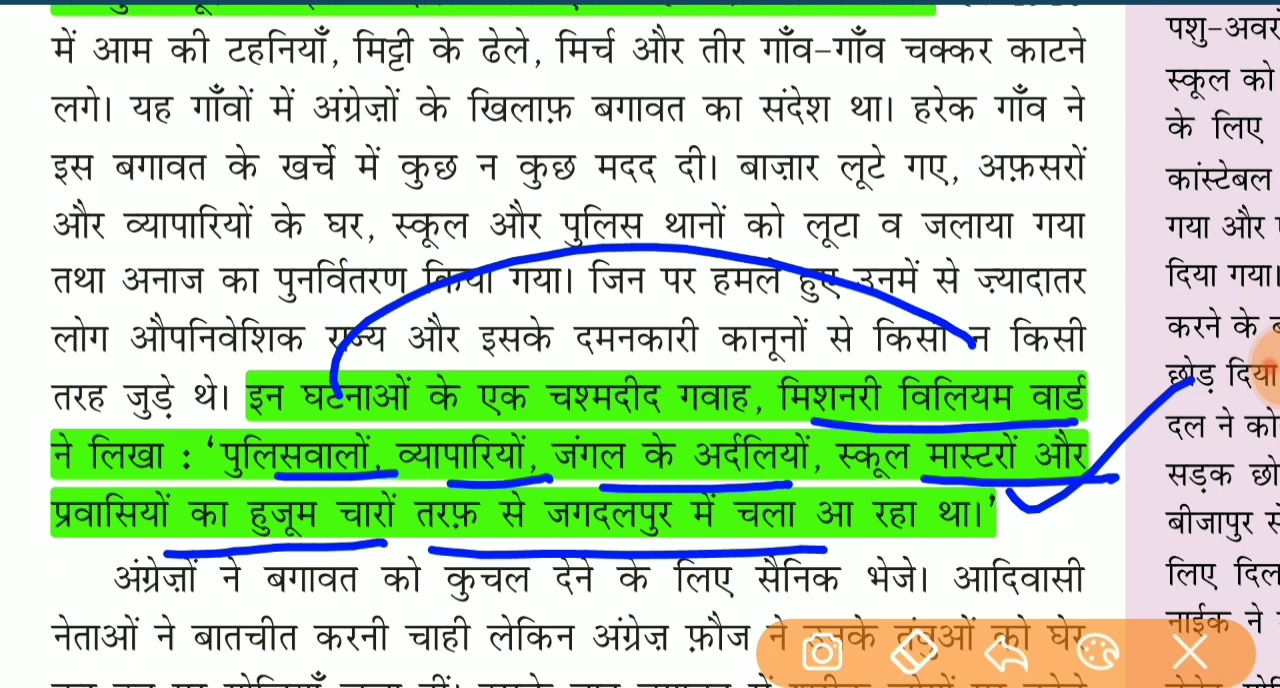 में आम की टहनियाँ, मिट्टी के ढेले, मिर्च और तीर गाँव-गाँव चक्कर काटने
लगे। यह गाँवों में अंग्रेज़ों के खिलाफ़ बगावत का संदेश था। हरेक गाँव ने
इस बगावत के खर्चे में कुछ न कुछ मदद दी। बाज़ार लूटे गए, अफ़सरों
और व्यापारियों के घर, स्कूल और पुलिस थानों को लूटा व जलाया गया
तथा अनाज का पुनर्वितरण किया गया। जिन पर हमले हुए उनमें से ज़्यादातर
लोग औपनिवेशिक राज्य और इसके दमनकारी कानूनों से किसी न किसी
तरह जुड़े थे। इन घटनाओं के एक चश्मदीद गवाह, मिशनरी विलियम वार्ड
ने लिखा : 'पुलिसवालों, व्यापारियों, जंगल के अर्दलियों, स्कूल मास्टरों और
प्रवासियों का हुजूम चारों तरफ़ से जगदलपुर में चला आ रहा था।'
अंग्रेज़ों ने बगावत को कुचल देने के लिए सैनिक भेजे। आदिवासी
नेताओं ने बातचीत करनी चाही लेकिन अंग्रेज़ फ़ौज ने उनके तंबुओं को घेर
पशु-अवरो
स्कूल को
के लिए
कांस्टेबल
गया और
दिया गया।
करने के
छोड़ दिया
दल ने को
सड़क छो
बीजापुर से
लिए दिल
नाईक ने